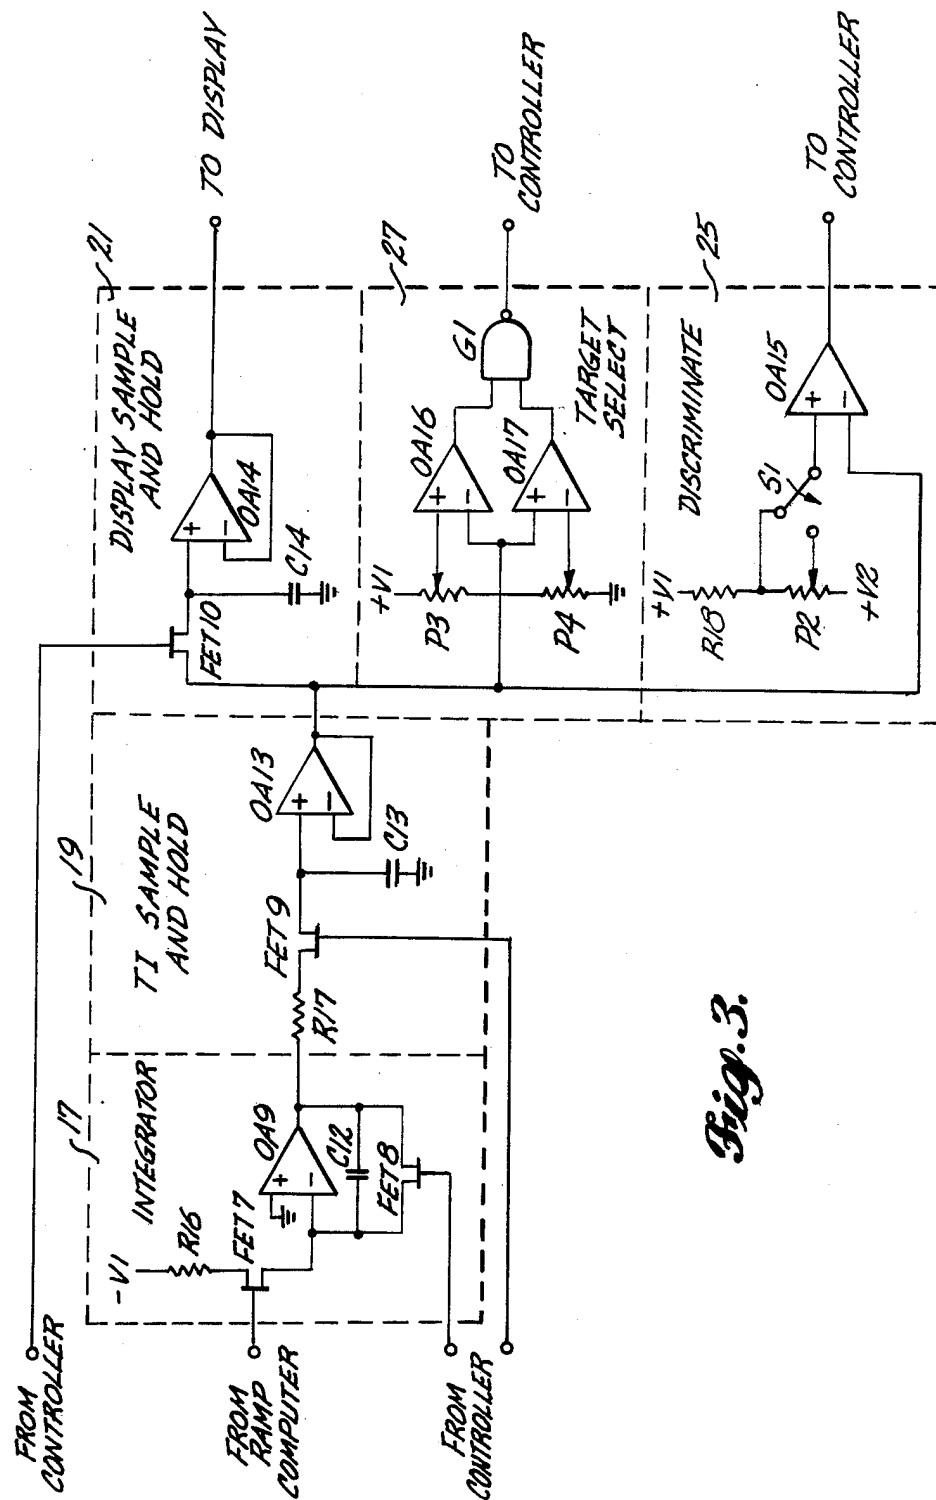 FROM
CONTROLLER
FROM
RAMP
COMPUTER
FROM
CONTROLLER
17
INTEGRATOR
-V1
R16
FET7
OA9
+
-
C12
FET8
19
TI SAMPLE
AND HOLD
R17
FET9
C13
OA13
+
-
21
DISPLAY SAMPLE
AND HOLD
FET10
C14
OA14
+
-
TO DISPLAY
27
+V1
P3
P4
OA16
+
-
OA17
+
-
G1
TARGET
SELECT
TO
CONTROLLER
25
DISCRIMINATE
+V1
R18
P2
+V2
S1
OA15
+
-
TO
CONTROLLER
Fig. 3.